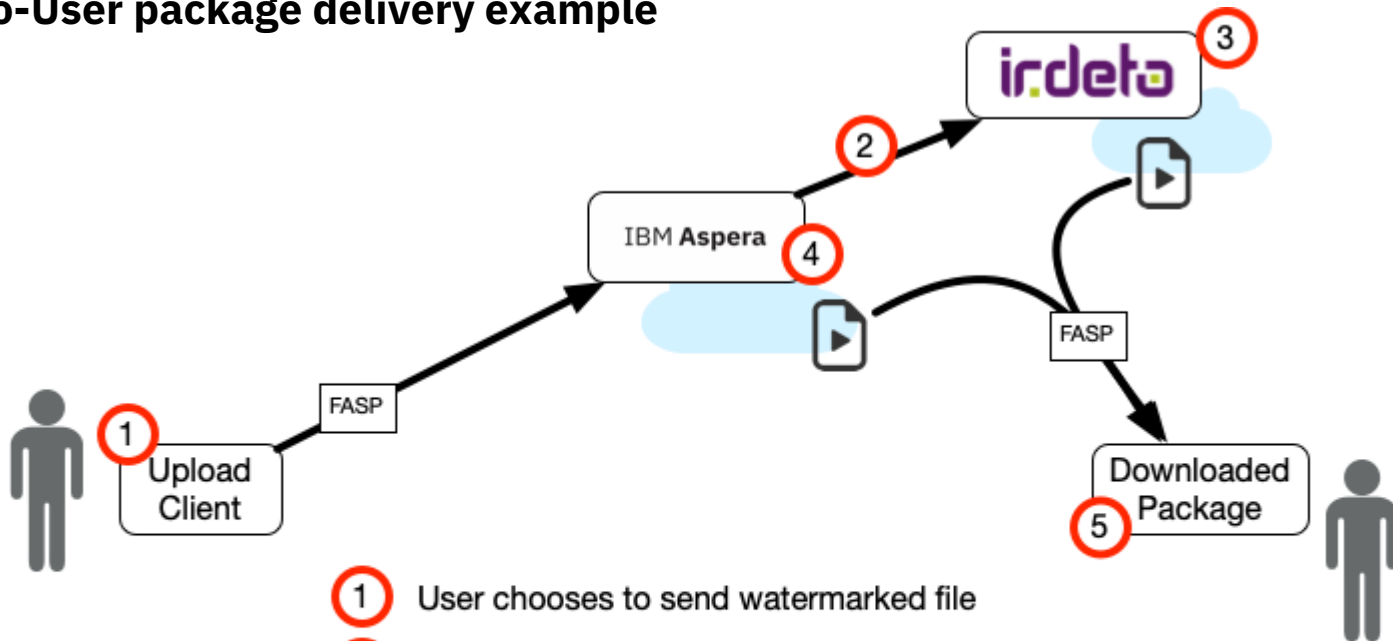 o-User package delivery example
3
irdeto
2
IBM Aspera
4
FASP
FASP
1
Upload
Client
Downloaded
Package
5
1 User chooses to send watermarked file